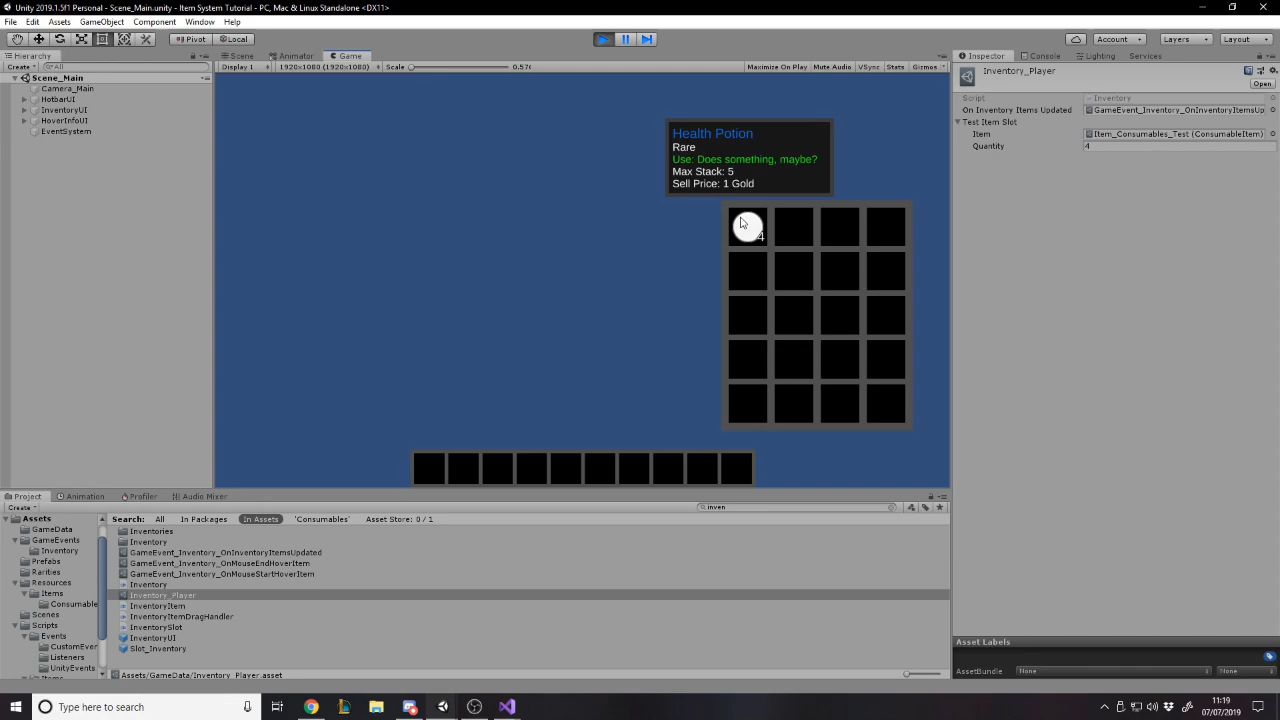 Unity 2019.1.5f1 Personal - Scene_Main.unity - Item System Tutorial - PC, Mac & Linux Standalone <DX11>
File Edit Assets GameObject Component Window Help
Pivot Local Account Layers Layout
Hierarchy Scene Animator Game Inspector Console Lighting Services
Create All Display 1 1920x1080 (1920x1080) Scale 0.57 Maximize On Play Mute Audio VSync Stats Gizmos Inventory_Player
Scene_Main
Open
Camera_Main
HotbarUI
InventoryUI
HoverInfoUI
EventSystem
Script Inventory
On Inventory Items Updated GameEvent_Inventory_OnInventoryItemsUp
Test Item Slot
Item Item_Consumables_Test (ConsumableItem)
Quantity 4
Health Potion
Rare
Use: Does something, maybe?
Max Stack: 5
Sell Price: 1 Gold
4
Project Animation Profiler Audio Mixer
Create inven
Assets
GameData
GameEvents
Inventory
Prefabs
Rarities
Resources
Items
Consumable
Scenes
Scripts
Events
CustomEver
Listeners
UnityEvents
Items
Search: All In Packages In Assets 'Consumables' Asset Store: 0 / 1
Inventories
Inventory
GameEvent_Inventory_OnInventoryItemsUpdated
GameEvent_Inventory_OnMouseEndHoverItem
GameEvent_Inventory_OnMouseStartHoverItem
Inventory
Inventory_Player
InventoryItem
InventoryItemDragHandler
InventorySlot
InventoryUI
Slot_Inventory
Assets/GameData/Inventory_Player.asset
Asset Labels
AssetBundle None None
Type here to search
11:19
07/07/2019